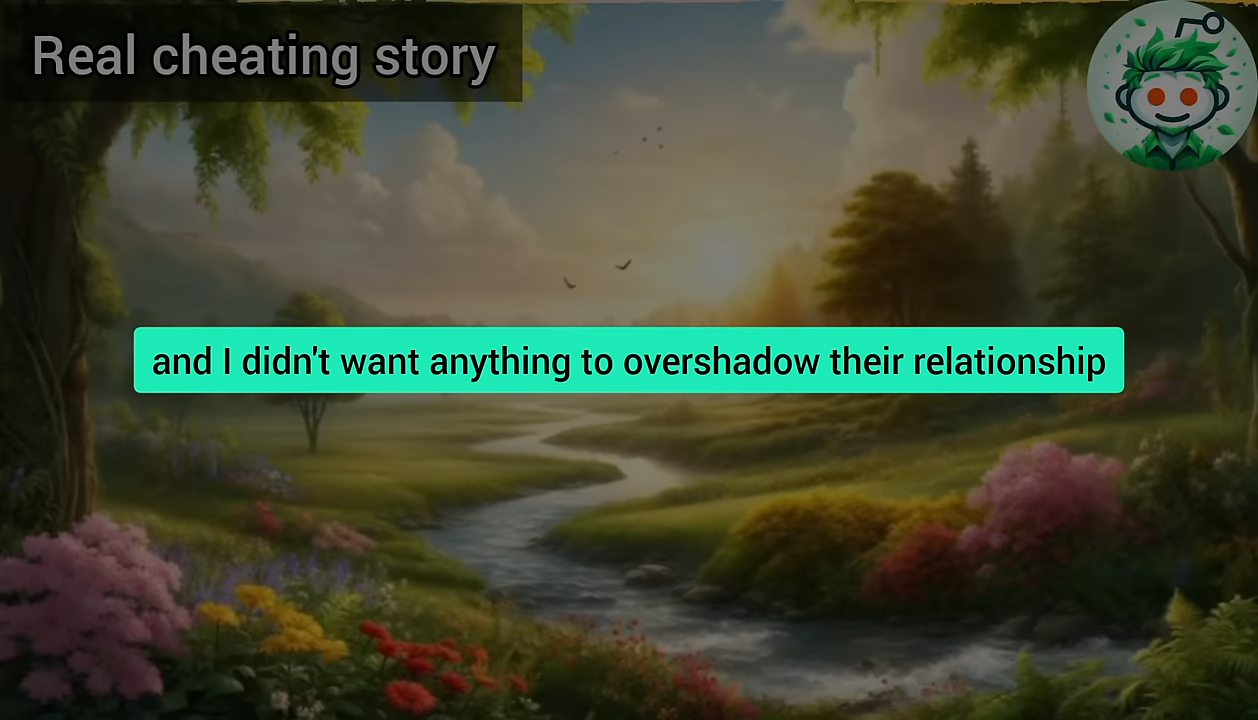 Real cheating story
and I didn't want anything to overshadow their relationship